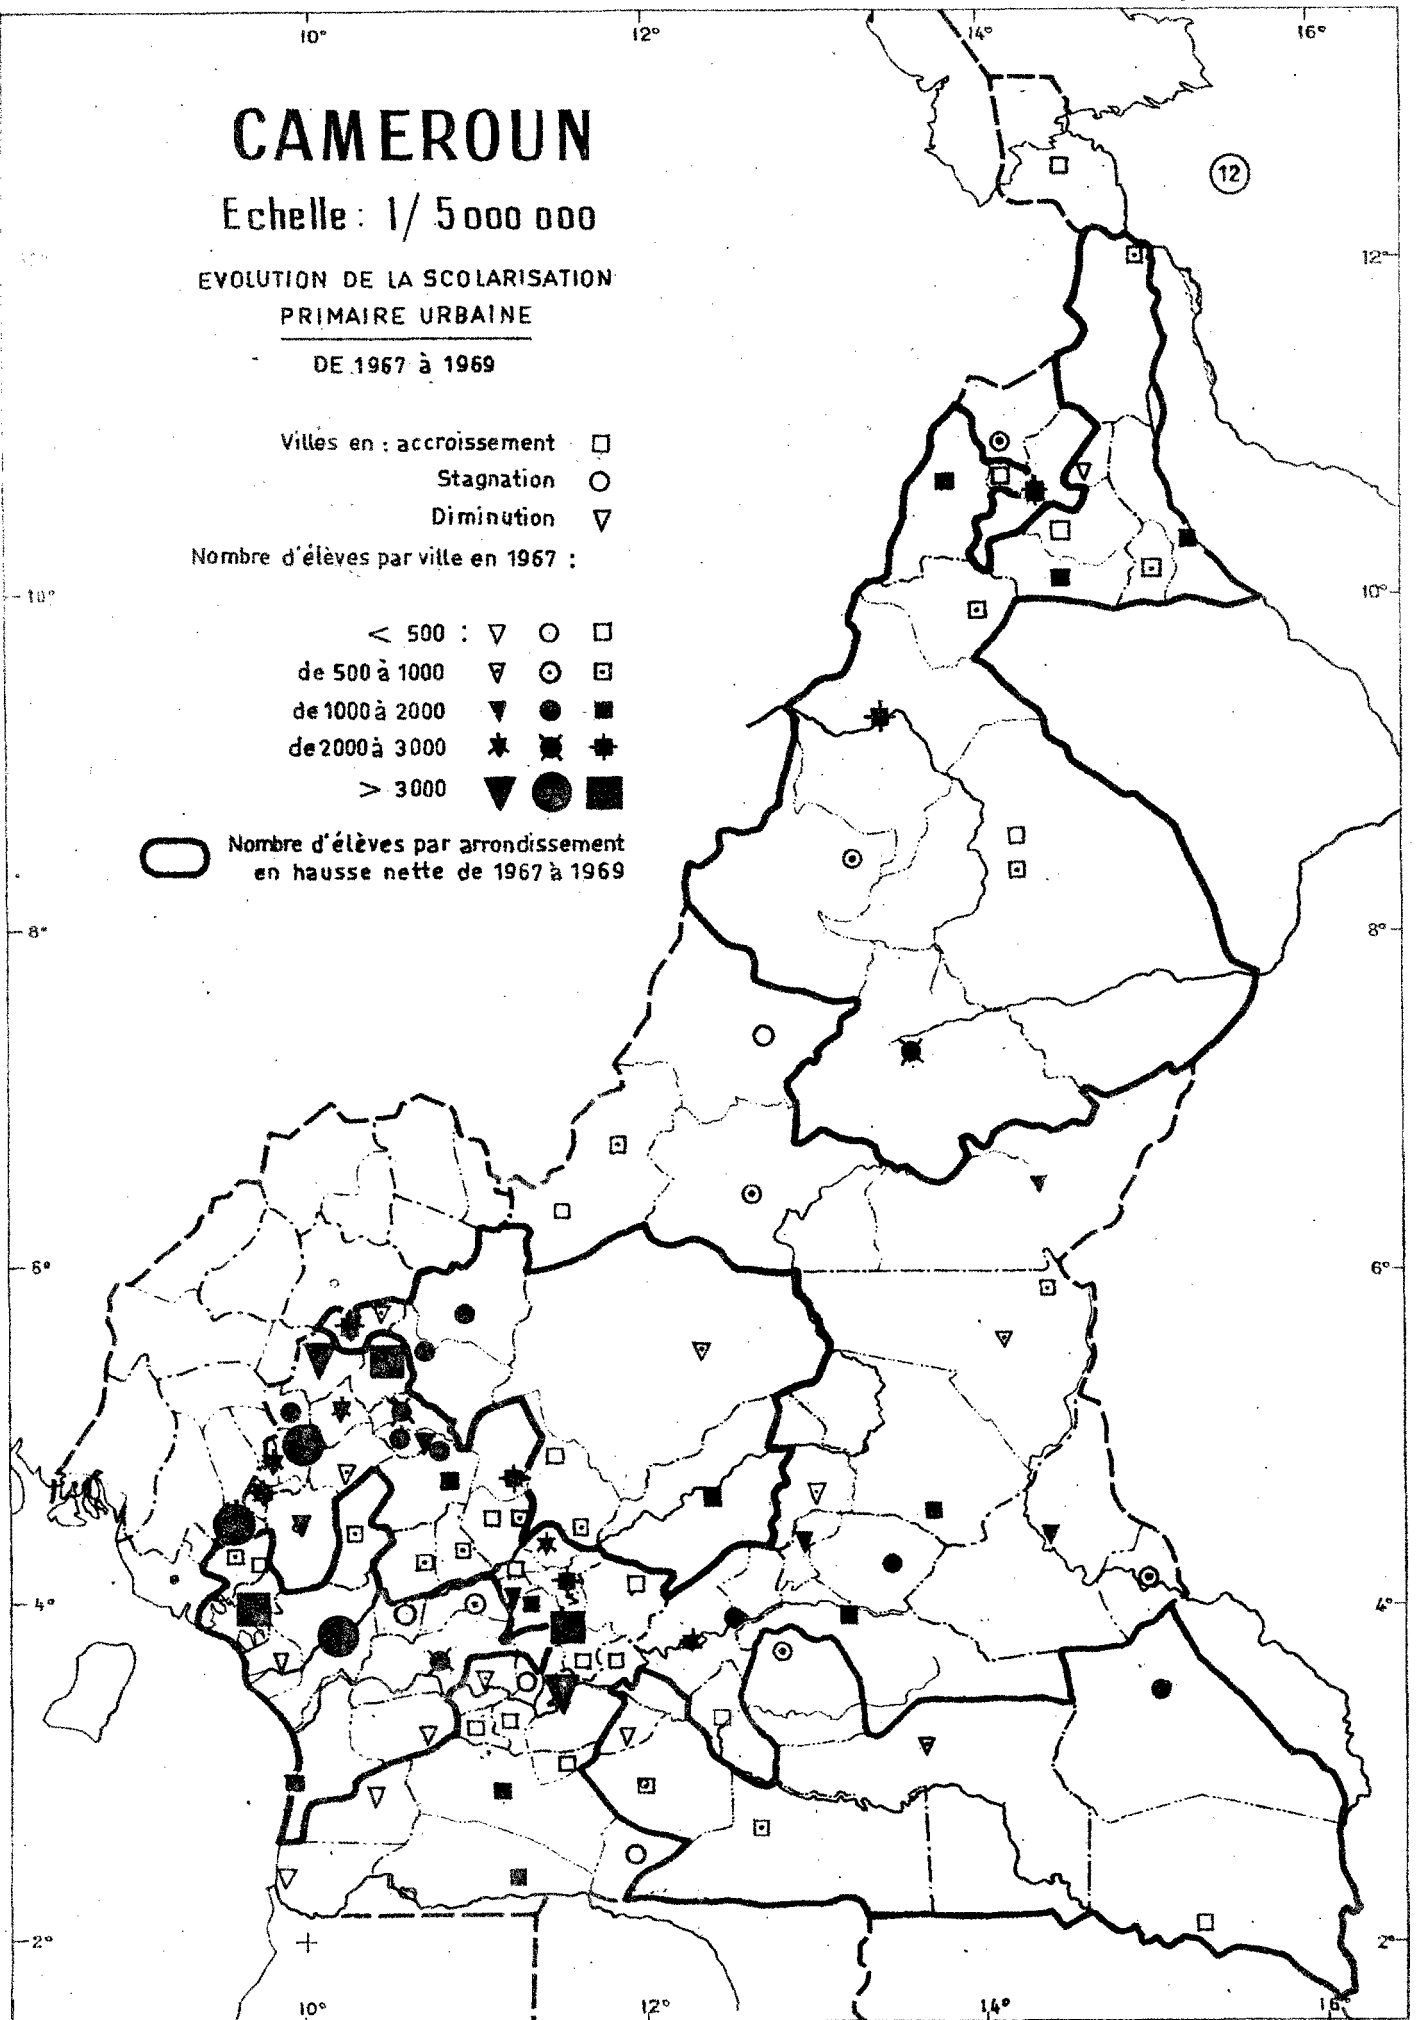 10° 12° 14° 16°
CAMEROUN
Echelle : 1/ 5 000 000
12
12°
EVOLUTION DE LA SCOLARISATION
PRIMAIRE URBAINE
DE 1967 à 1969
Villes en : accroissement
Stagnation
Diminution
Nombre d'élèves par ville en 1967 :
10° 10°
< 500 :
de 500 à 1000
de 1000 à 2000
de 2000 à 3000
> 3000
Nombre d'élèves par arrondissement
en hausse nette de 1967 à 1969
8° 8°
6° 6°
4° 4°
2° 2°
10° 12° 14° 16°